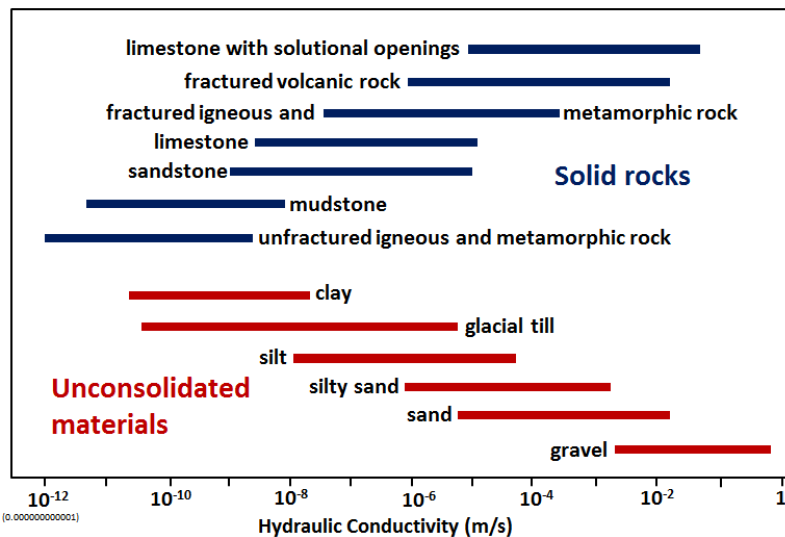 limestone with solutional openings
fractured volcanic rock
fractured igneous and metamorphic rock
limestone
sandstone
Solid rocks
mudstone
unfractured igneous and metamorphic rock
clay
glacial till
silt
Unconsolidated
materials
silty sand
sand
gravel
10⁻¹² 10⁻¹⁰ 10⁻⁸ 10⁻⁶ 10⁻⁴ 10⁻² 1
(0.000000000001)
Hydraulic Conductivity (m/s)